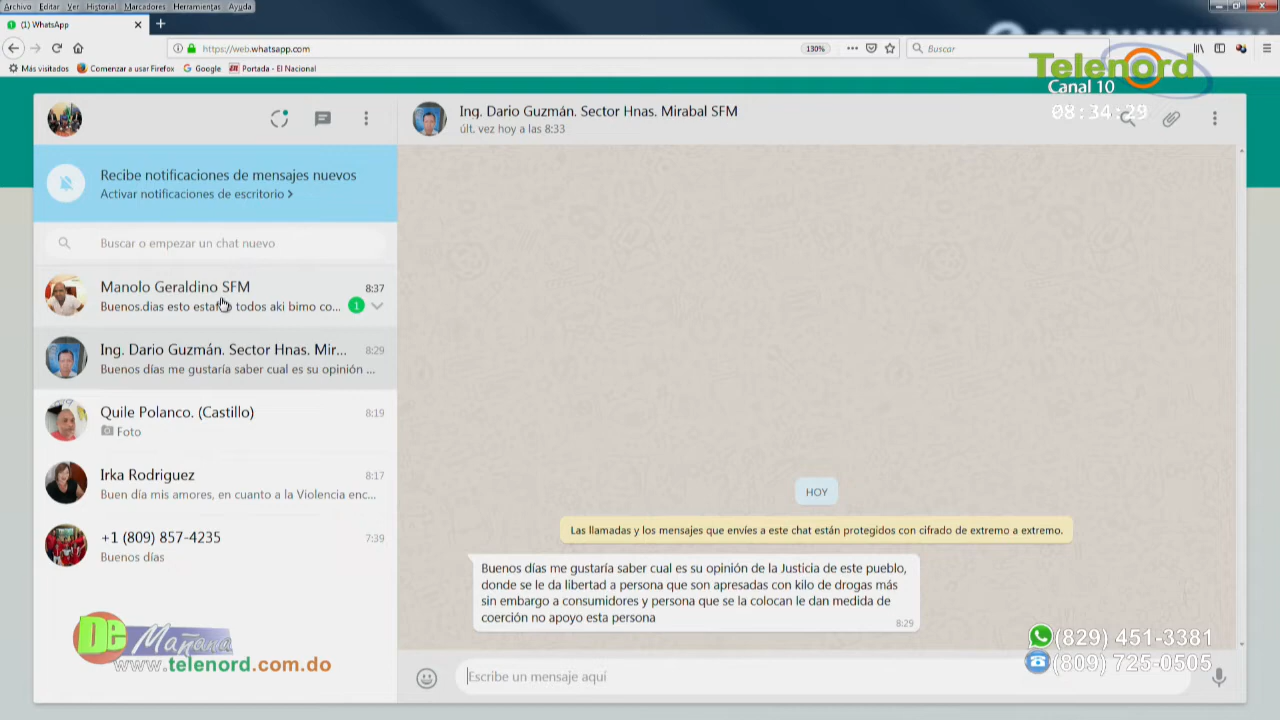 Archivo Editar Ver Historial Marcadores Herramientas Ayuda
(1) WhatsApp
https://web.whatsapp.com
130%
Buscar
Más visitados Comenzar a usar Firefox Google Portada - El Nacional
Telenord
Canal 10
08:34:29
Ing. Dario Guzmán. Sector Hnas. Mirabal SFM
últ. vez hoy a las 8:33
Recibe notificaciones de mensajes nuevos
Activar notificaciones de escritorio >
Buscar o empezar un chat nuevo
Manolo Geraldino SFM 8:37
Buenos.dias esto todos aki bimo co... 1
Ing. Dario Guzmán. Sector Hnas. Mir... 8:29
Buenos días me gustaría saber cual es su opinión ...
Quile Polanco. (Castillo) 8:19
Foto
Irka Rodriguez 8:17
Buen día mis amores, en cuanto a la Violencia enc...
+1 (809) 857-4235 7:39
Buenos días
HOY
Las llamadas y los mensajes que envíes a este chat están protegidos con cifrado de extremo a extremo.
Buenos días me gustaría saber cual es su opinión de la Justicia de este pueblo,
donde se le da libertad a persona que son apresadas con kilo de drogas más
sin embargo a consumidores y persona que se la colocan le dan medida de
coerción no apoyo esta persona
8:29
Escribe un mensaje aquí
De Mañana
www.telenord.com.do
(829) 451-3381
(809) 725-0505